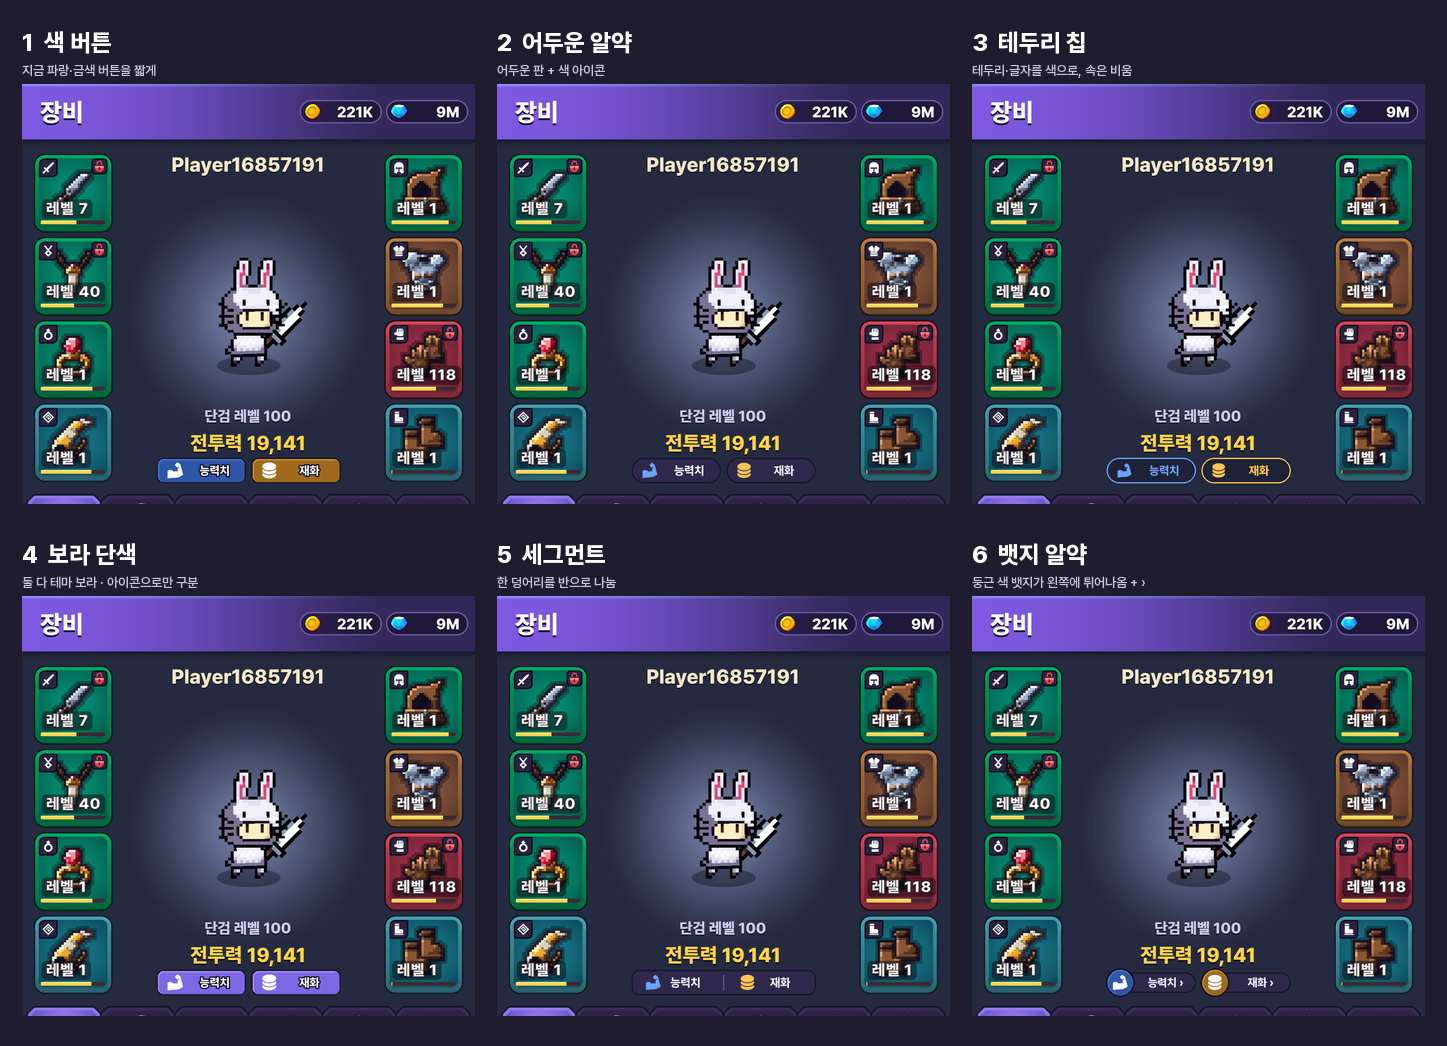 1 색 버튼
지금 파랑·금색 버튼을 짧게
장비
221K
9M
Player16857191
레벨 7
레벨 1
레벨 40
레벨 1
레벨 1
레벨 118
레벨 1
레벨 1
단검 레벨 100
전투력 19,141
능력치
재화
2 어두운 알약
어두운 판 + 색 아이콘
장비
221K
9M
Player16857191
레벨 7
레벨 1
레벨 40
레벨 1
레벨 1
레벨 118
레벨 1
레벨 1
단검 레벨 100
전투력 19,141
능력치
재화
3 테두리 칩
테두리·글자를 색으로, 속은 비움
장비
221K
9M
Player16857191
레벨 7
레벨 1
레벨 40
레벨 1
레벨 1
레벨 118
레벨 1
레벨 1
단검 레벨 100
전투력 19,141
능력치
재화
4 보라 단색
둘 다 테마 보라 · 아이콘으로만 구분
장비
221K
9M
Player16857191
레벨 7
레벨 1
레벨 40
레벨 1
레벨 1
레벨 118
레벨 1
레벨 1
단검 레벨 100
전투력 19,141
능력치
재화
5 세그먼트
한 덩어리를 반으로 나눔
장비
221K
9M
Player16857191
레벨 7
레벨 1
레벨 40
레벨 1
레벨 1
레벨 118
레벨 1
레벨 1
단검 레벨 100
전투력 19,141
능력치
재화
6 뱃지 알약
둥근 색 뱃지가 왼쪽에 튀어나옴 + ›
장비
221K
9M
Player16857191
레벨 7
레벨 1
레벨 40
레벨 1
레벨 1
레벨 118
레벨 1
레벨 1
단검 레벨 100
전투력 19,141
능력치 ›
재화 ›